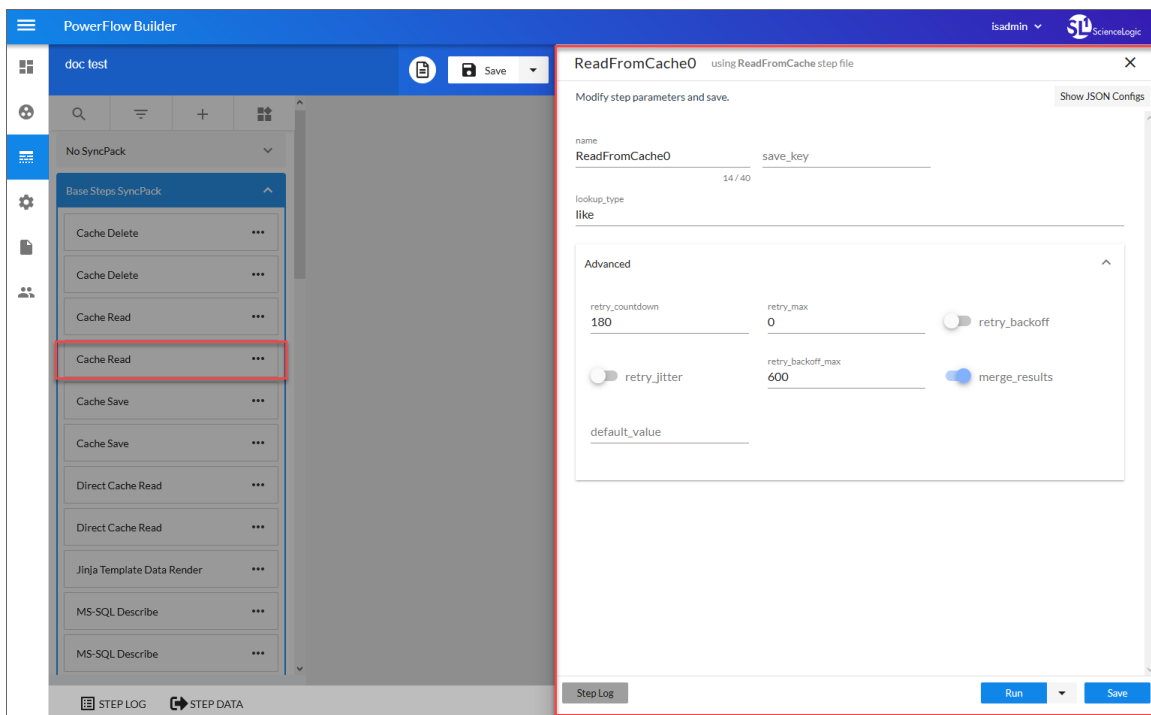 PowerFlow Builder
isadmin
SL1 ScienceLogic
doc test
Save
No SyncPack
Base Steps SyncPack
Cache Delete
Cache Delete
Cache Read
Cache Read
Cache Save
Cache Save
Direct Cache Read
Direct Cache Read
Jinja Template Data Render
MS-SQL Describe
MS-SQL Describe
STEP LOG
STEP DATA
ReadFromCache0 using ReadFromCache step file
Modify step parameters and save.
Show JSON Configs
name
ReadFromCache0
save_key
14 / 40
lookup_type
like
Advanced
retry_countdown
180
retry_max
0
retry_backoff
retry_jitter
retry_backoff_max
600
merge_results
default_value
Step Log
Run
Save